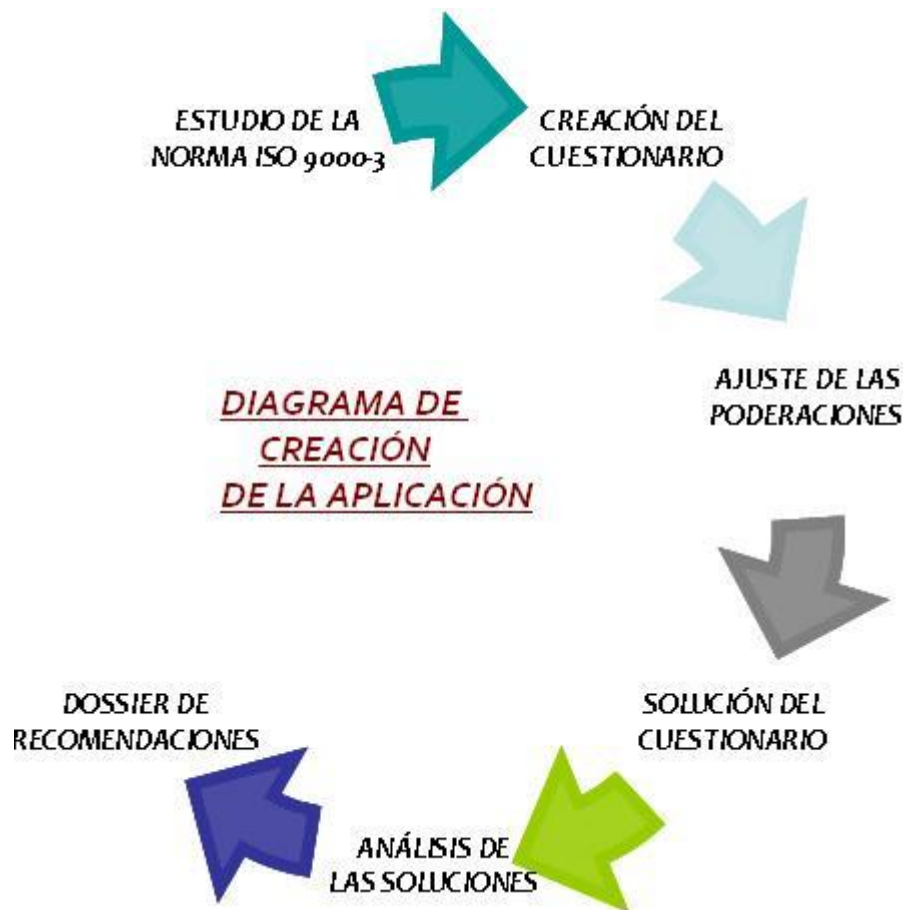 ESTUDIO DE LA
NORMA ISO 9000-3
CREACIÓN DEL
CUESTIONARIO
AJUSTE DE LAS
PODERACIONES
DIAGRAMA DE
CREACIÓN
DE LA APLICACIÓN
SOLUCIÓN DEL
CUESTIONARIO
ANÁLISIS DE
LAS SOLUCIONES
DOSSIER DE
RECOMENDACIONES